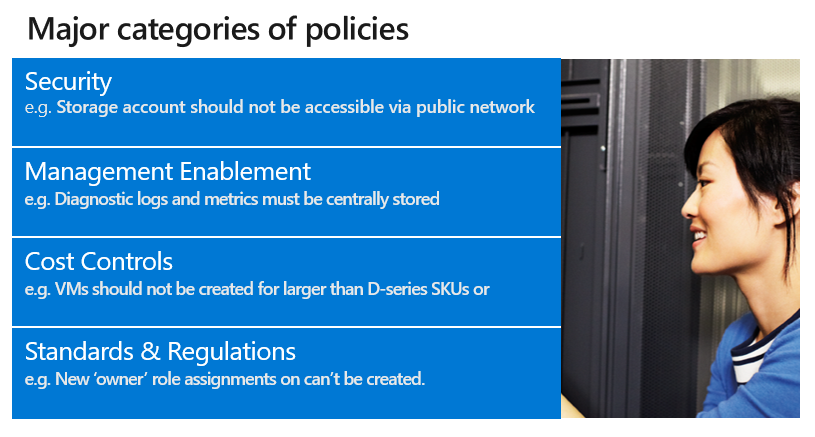 Major categories of policies
Security
e.g. Storage account should not be accessible via public network
Management Enablement
e.g. Diagnostic logs and metrics must be centrally stored
Cost Controls
e.g. VMs should not be created for larger than D-series SKUs or
Standards & Regulations
e.g. New ‘owner’ role assignments on can’t be created.